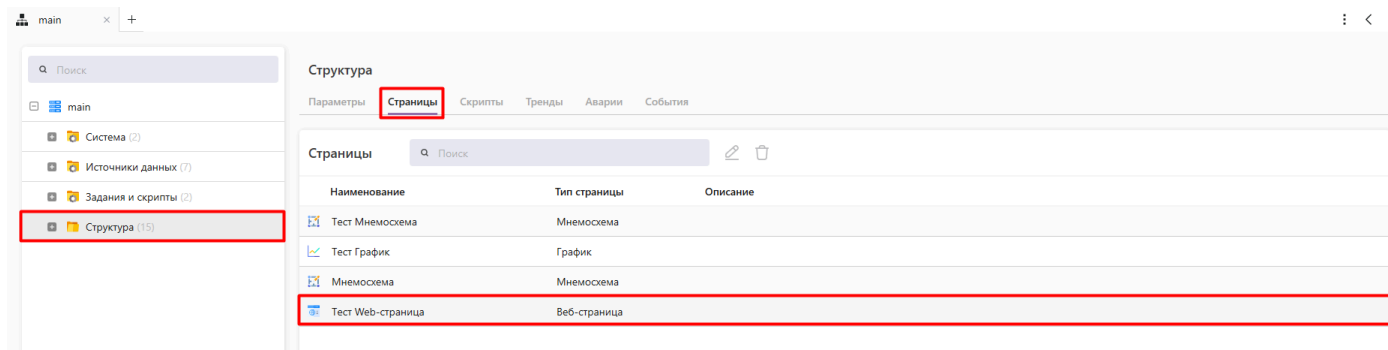 main × +
Поиск
main
Система (2)
Источники данных (7)
Задания и скрипты (2)
Структура (15)
Структура
Параметры Страницы Скрипты Тренды Аварии События
Страницы Поиск
Наименование Тип страницы Описание
Тест Мнемосхема Мнемосхема
Тест График График
Мнемосхема Мнемосхема
Тест Web-страница Веб-страница